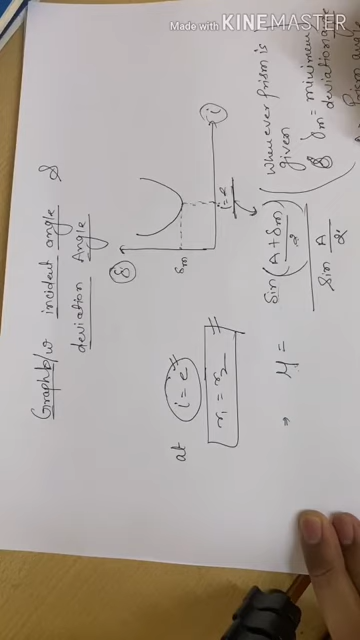 Made with KINEMASTER
Graph b/w incident angle &
deviation Angle
δ
δm
i = e
i
at i = e
r₁ = r₂
⇒ μ = sin(A + δm / 2) / sin A/2
Whenever prism is
given
δm = minimum
deviation angle